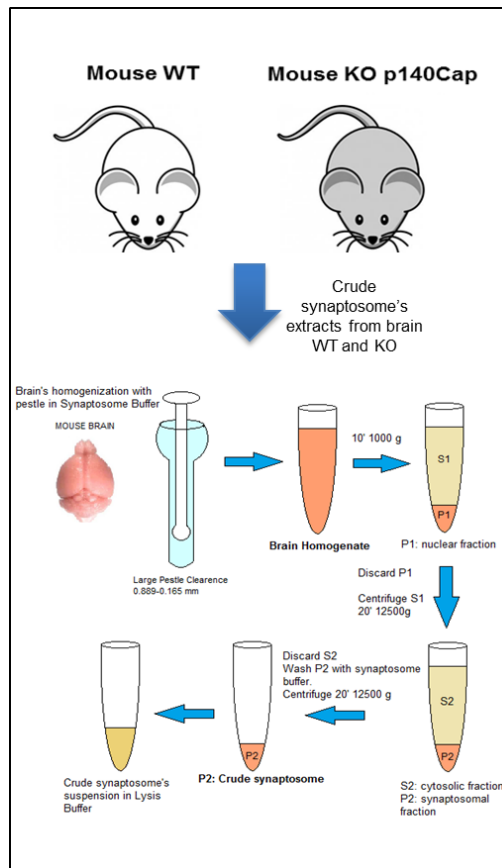 Mouse WT
Mouse KO p140Cap
Crude
synaptosome's
extracts from brain
WT and KO
Brain's homogenization with
pestle in Synaptosome Buffer
MOUSE BRAIN
Large Pestle Clearence
0.889-0.165 mm
Brain Homogenate
10' 1000 g
S1
P1
P1: nuclear fraction
Discard P1
Centrifuge S1
20' 12500g
S2
P2
S2: cytosolic fraction
P2: synaptosomal
fraction
Discard S2
Wash P2 with synaptosome
buffer.
Centrifuge 20' 12500 g
P2
P2: Crude synaptosome
Crude synaptosome's
suspension in Lysis
Buffer